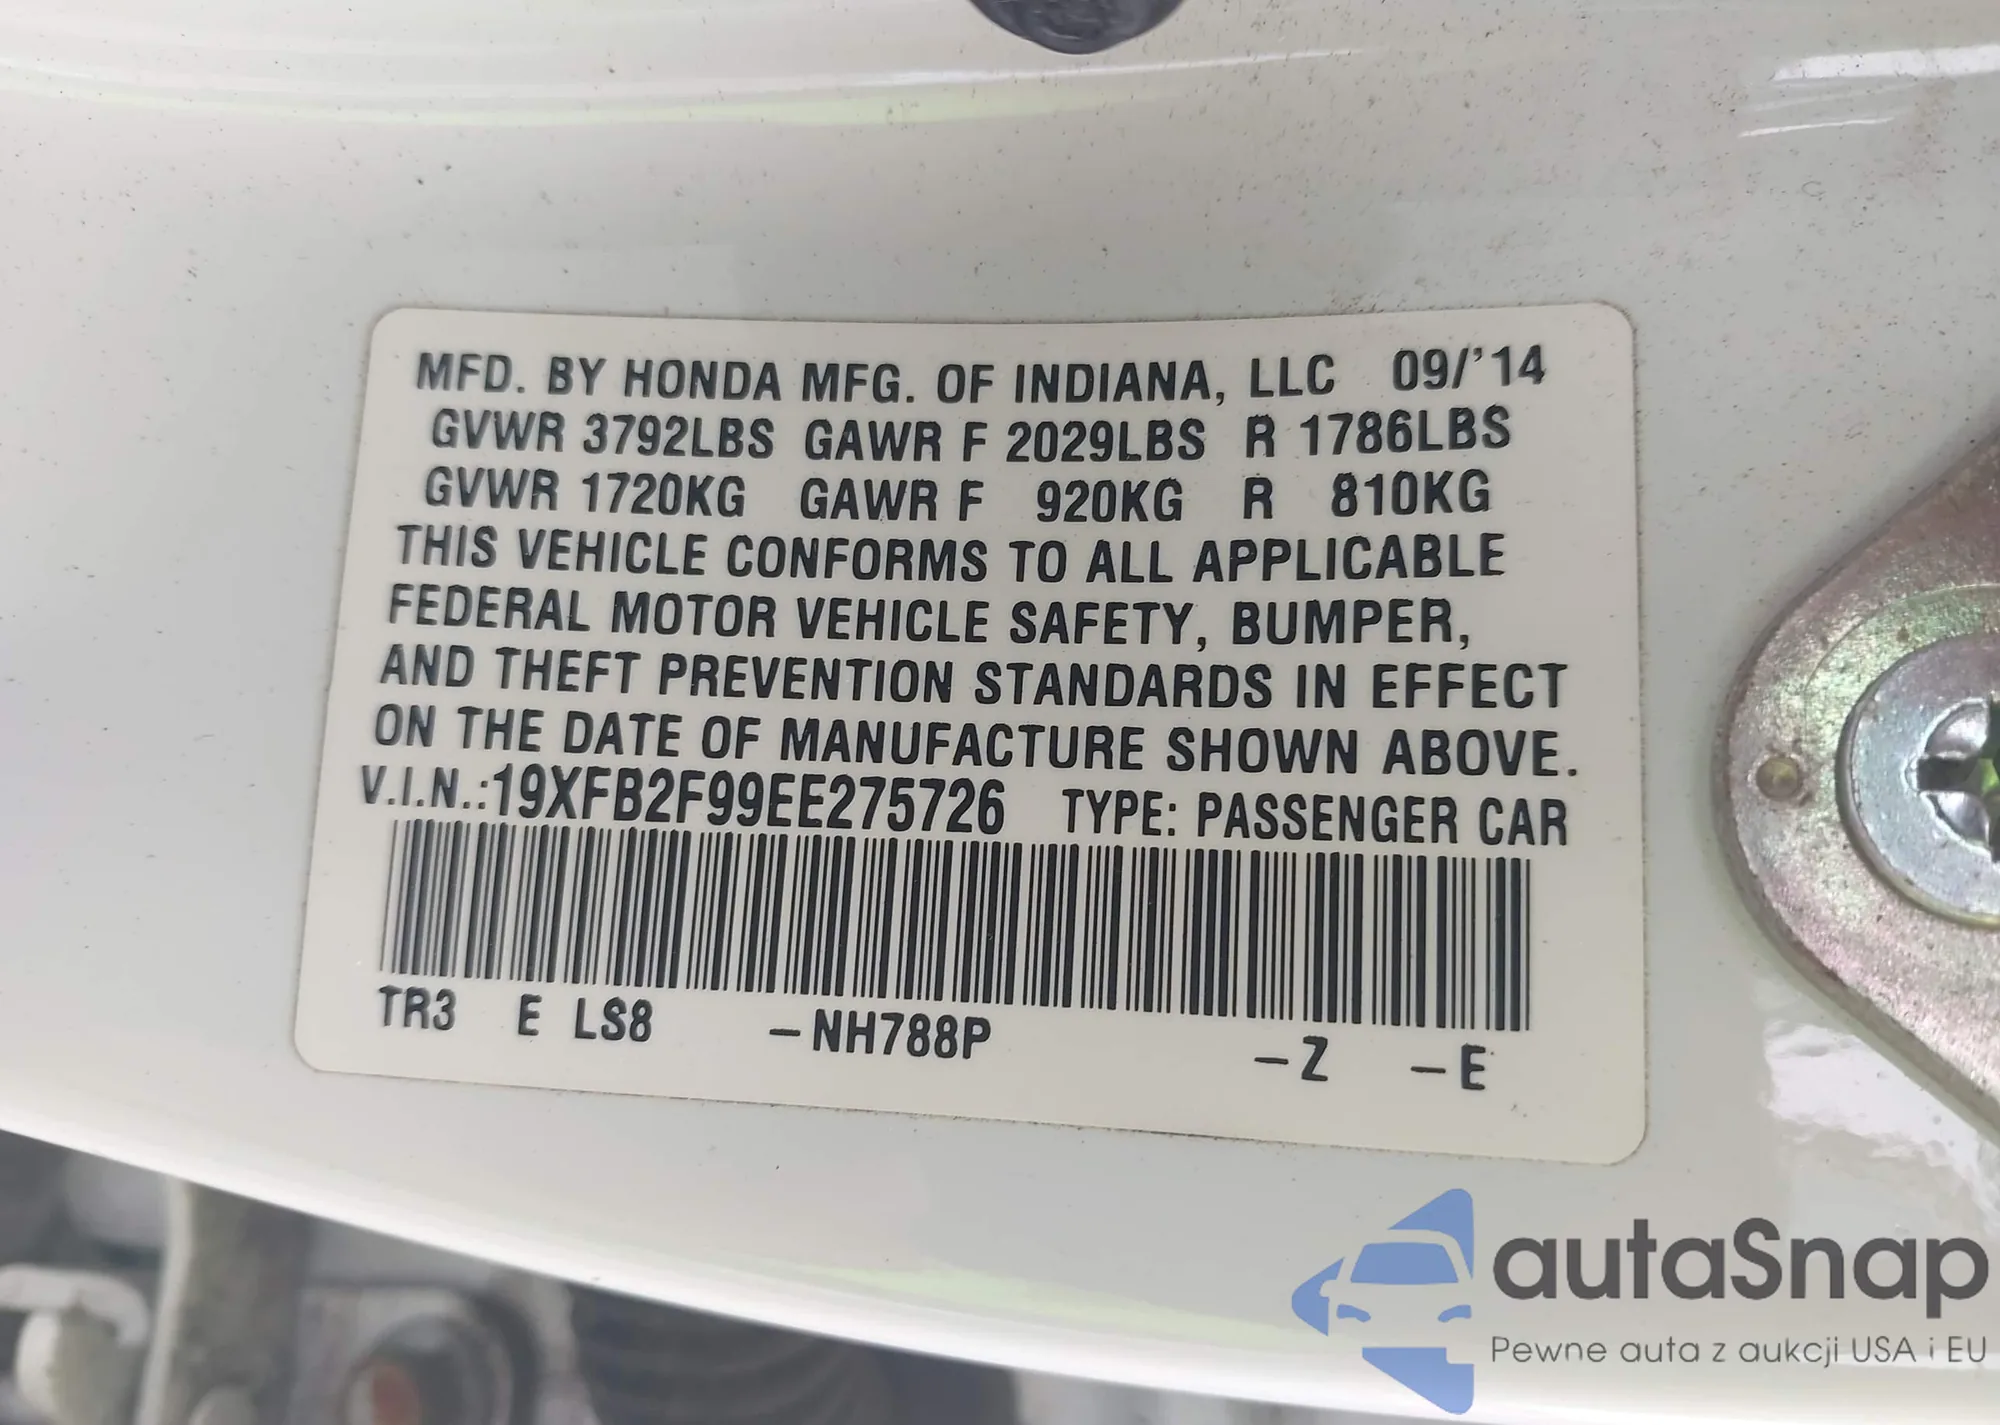 MFD. BY HONDA MFG. OF INDIANA, LLC 09/'14
GVWR 3792LBS GAWR F 2029LBS R 1786LBS
GVWR 1720KG GAWR F 920KG R 810KG
THIS VEHICLE CONFORMS TO ALL APPLICABLE
FEDERAL MOTOR VEHICLE SAFETY, BUMPER,
AND THEFT PREVENTION STANDARDS IN EFFECT
ON THE DATE OF MANUFACTURE SHOWN ABOVE.
V.I.N.:19XFB2F99EE275726 TYPE: PASSENGER CAR
TR3 E LS8 -NH788P -Z -E
autaSnap
Pewne auta z aukcji USA i EU